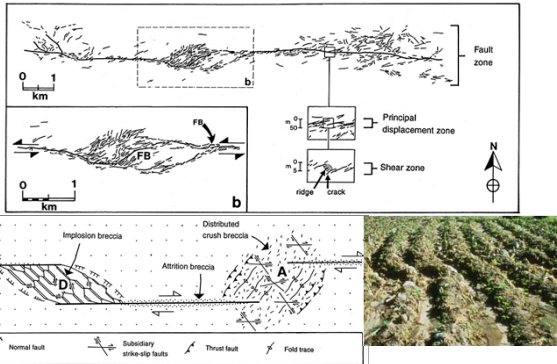 Fault
zone
0 1
km
b
m 0
50
Principal
displacement zone
N
m 0
5
Shear zone
ridge
crack
FB
FB
0 1
km
b
Implosion breccia
Distributed
crush breccia
Attrition breccia
D
A
Normal fault
Subsidiary
strike-slip faults
Thrust fault
Fold trace